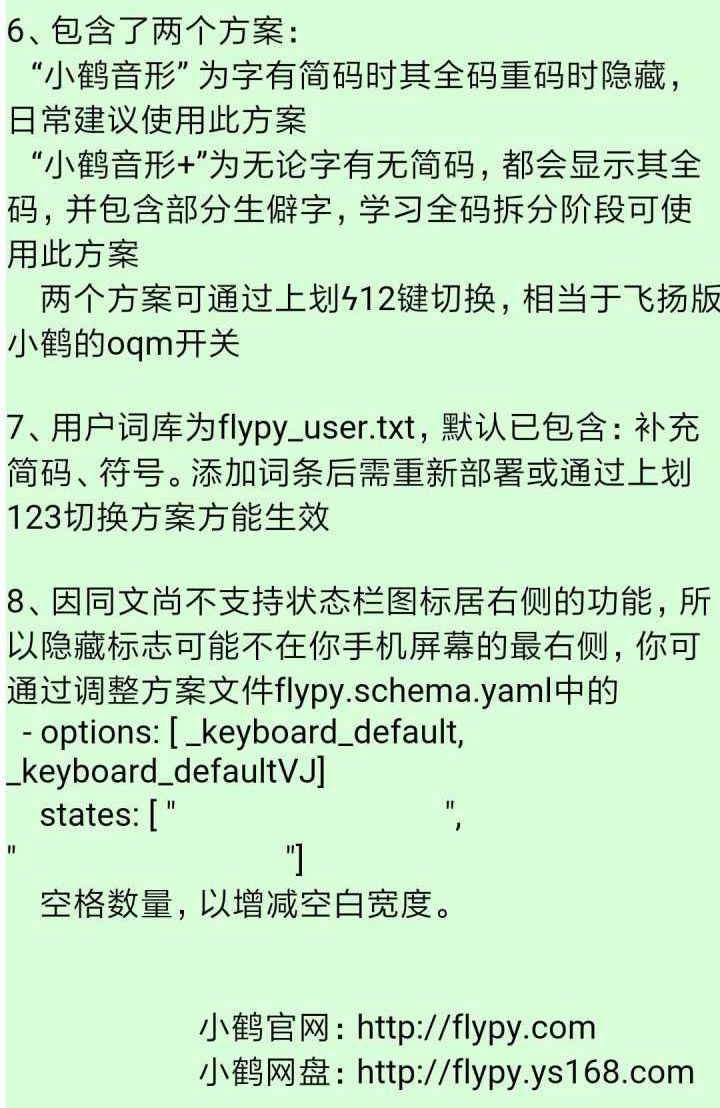 6、包含了两个方案：
“小鹤音形” 为字有简码时其全码重码时隐藏，
日常建议使用此方案
“小鹤音形+”为无论字有无简码，都会显示其全
码，并包含部分生僻字，学习全码拆分阶段可使
用此方案
两个方案可通过上划ϟ12键切换，相当于飞扬版
小鹤的oqm开关
7、用户词库为flypy_user.txt，默认已包含：补充
简码、符号。添加词条后需重新部署或通过上划
123切换方案方能生效
8、因同文尚不支持状态栏图标居右侧的功能，所
以隐藏标志可能不在你手机屏幕的最右侧，你可
通过调整方案文件flypy.schema.yaml中的
- options: [ _keyboard_default,
_keyboard_defaultVJ]
states: [ "                                 ",
"                                 "]
空格数量，以增减空白宽度。
小鹤官网：http://flypy.com
小鹤网盘：http://flypy.ys168.com